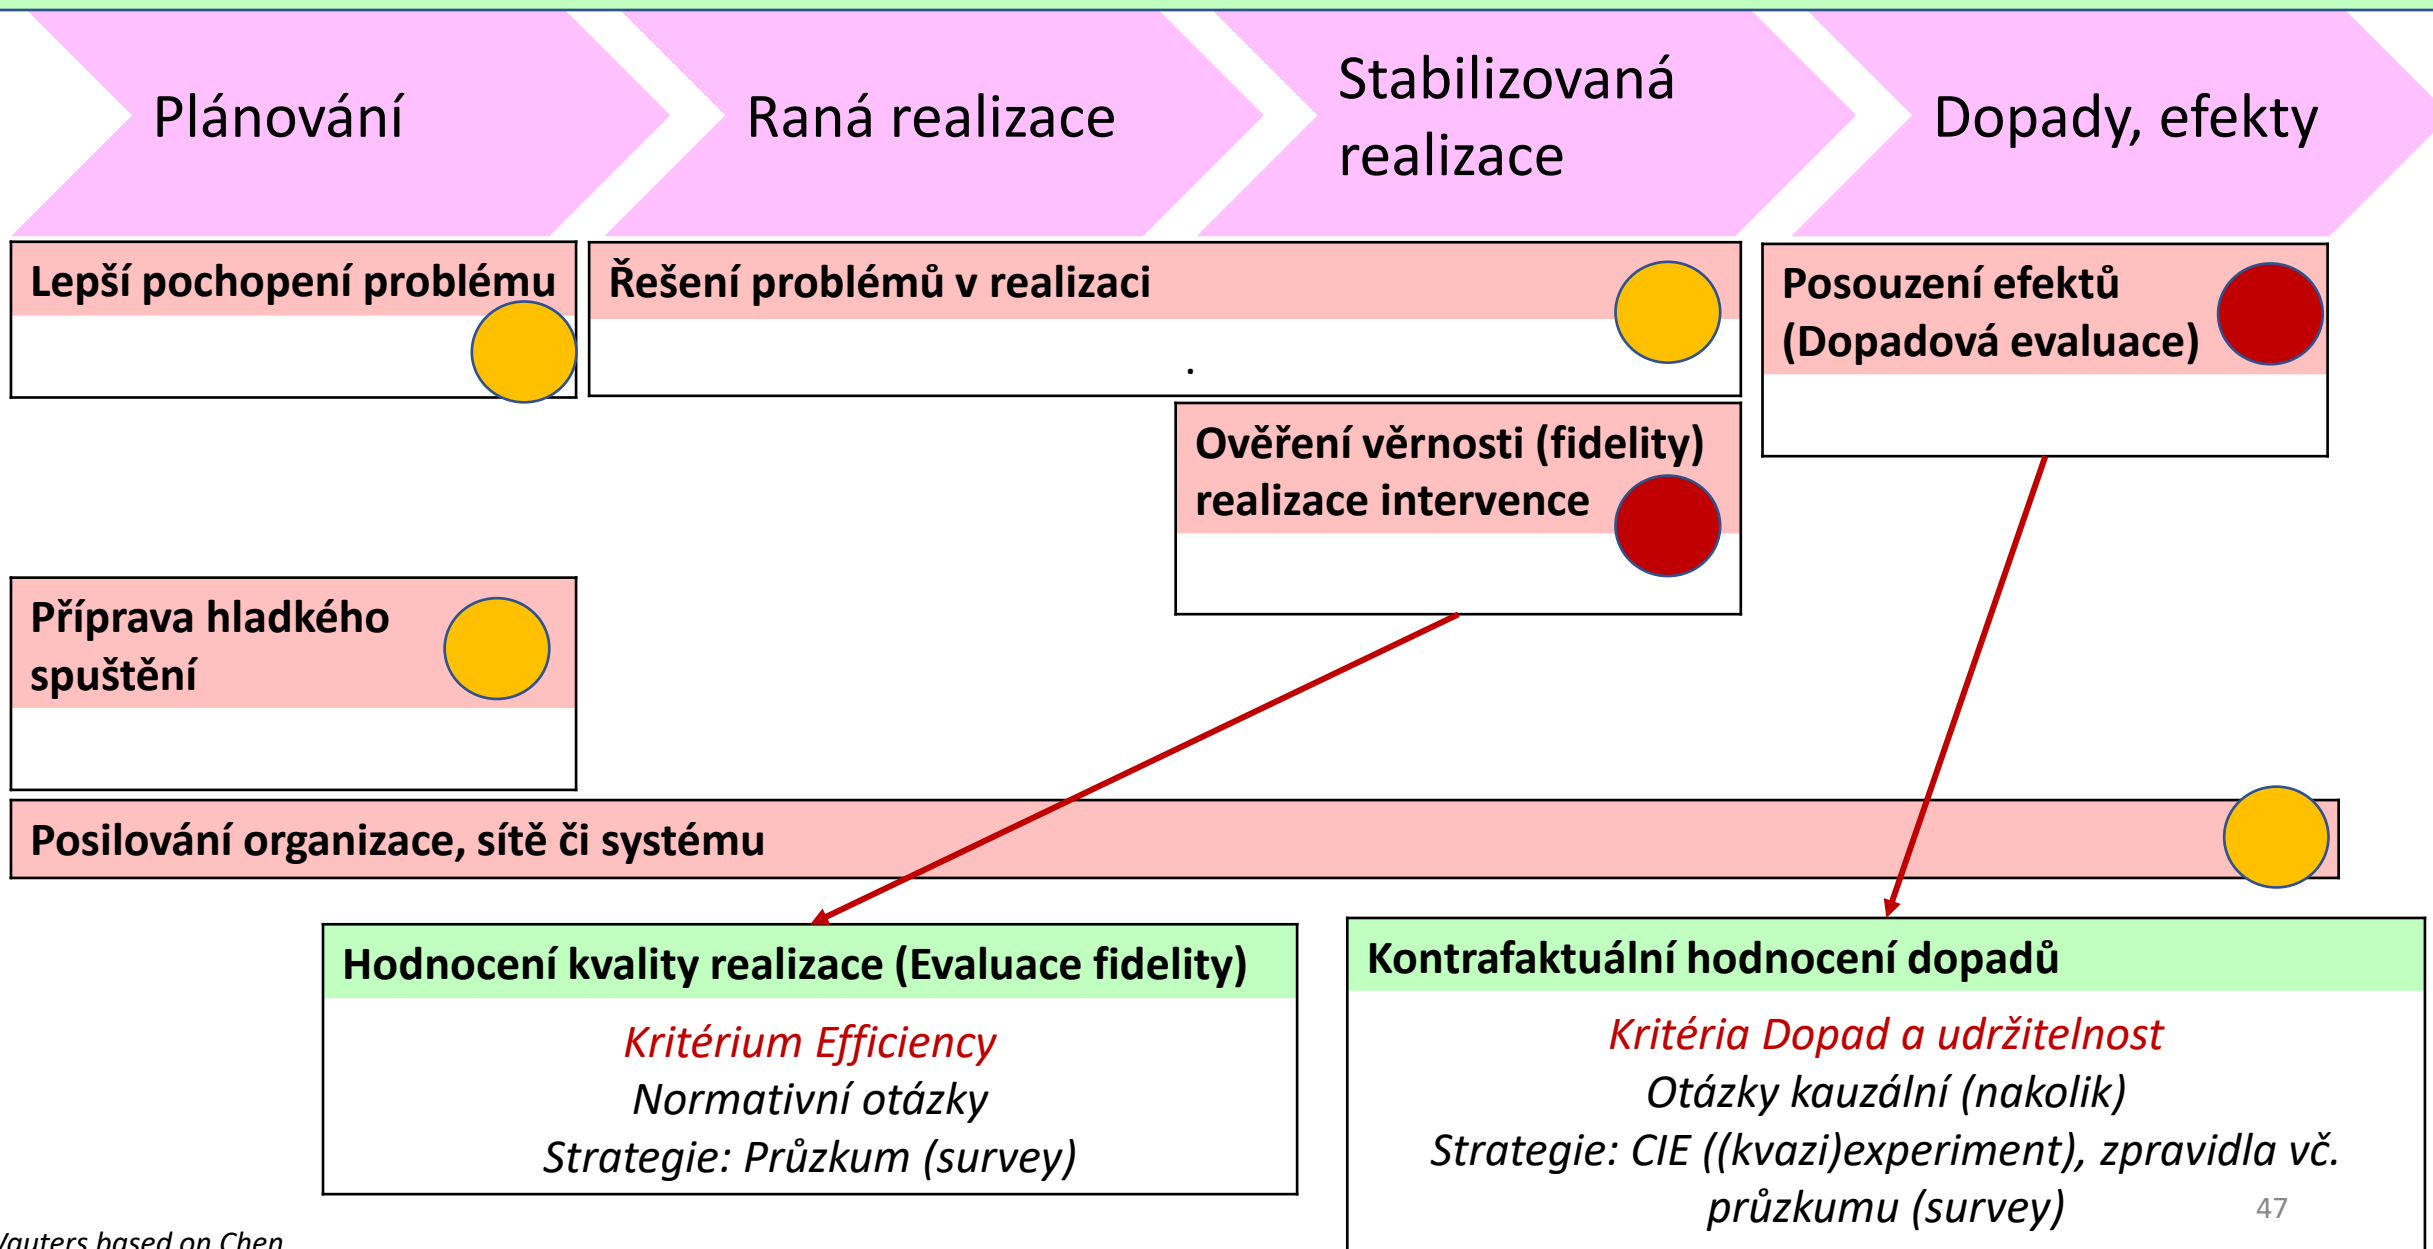 Plánování
Raná realizace
Stabilizovaná
realizace
Dopady, efekty
Lepší pochopení problému
Řešení problémů v realizaci
.
Posouzení efektů
(Dopadová evaluace)
Ověření věrnosti (fidelity)
realizace intervence
Příprava hladkého
spuštění
Posilování organizace, sítě či systému
Hodnocení kvality realizace (Evaluace fidelity)
Kritérium Efficiency
Normativní otázky
Strategie: Průzkum (survey)
Kontrafaktuální hodnocení dopadů
Kritéria Dopad a udržitelnost
Otázky kauzální (nakolik)
Strategie: CIE ((kvazi)experiment), zpravidla vč.
průzkumu (survey)
47
based on Chen